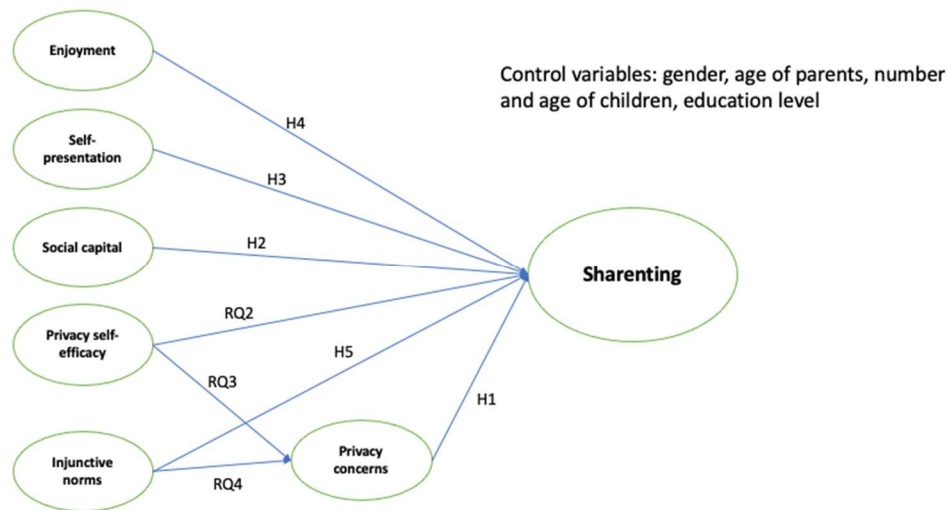 Enjoyment
Control variables: gender, age of parents, number
and age of children, education level
H4
Self-
presentation
H3
Social capital
H2
Sharenting
RQ2
Privacy self-
efficacy
H5
RQ3
H1
Privacy
concerns
Injunctive
norms
RQ4